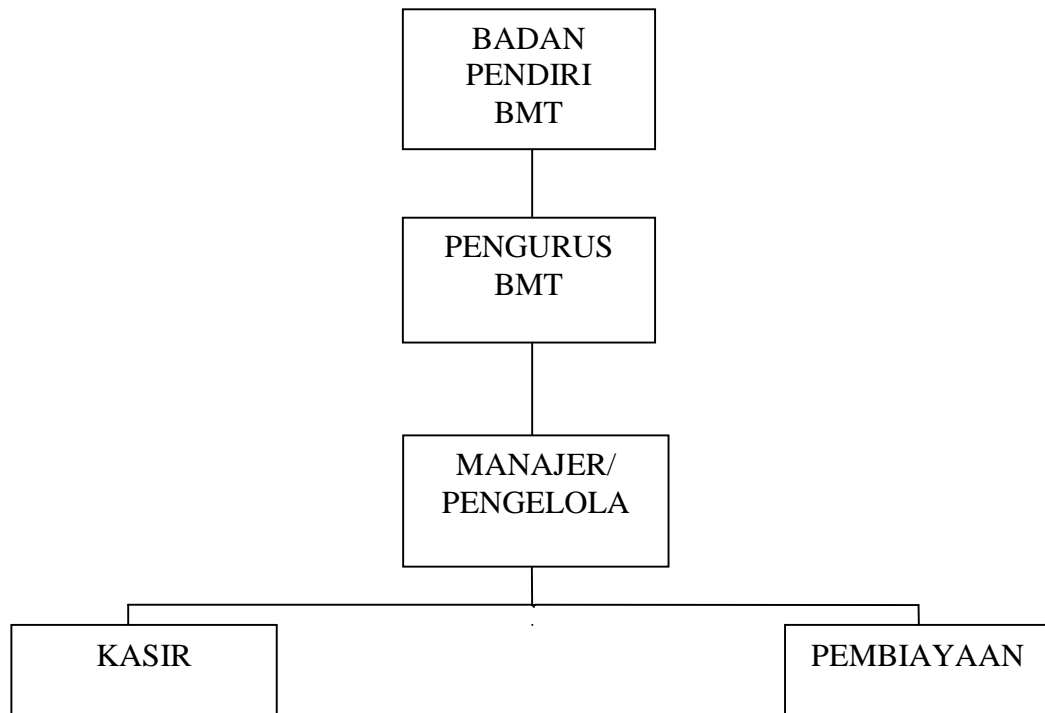 BADAN
PENDIRI
BMT
PENGURUS
BMT
MANAJER/
PENGELOLA
KASIR
PEMBIAYAAN